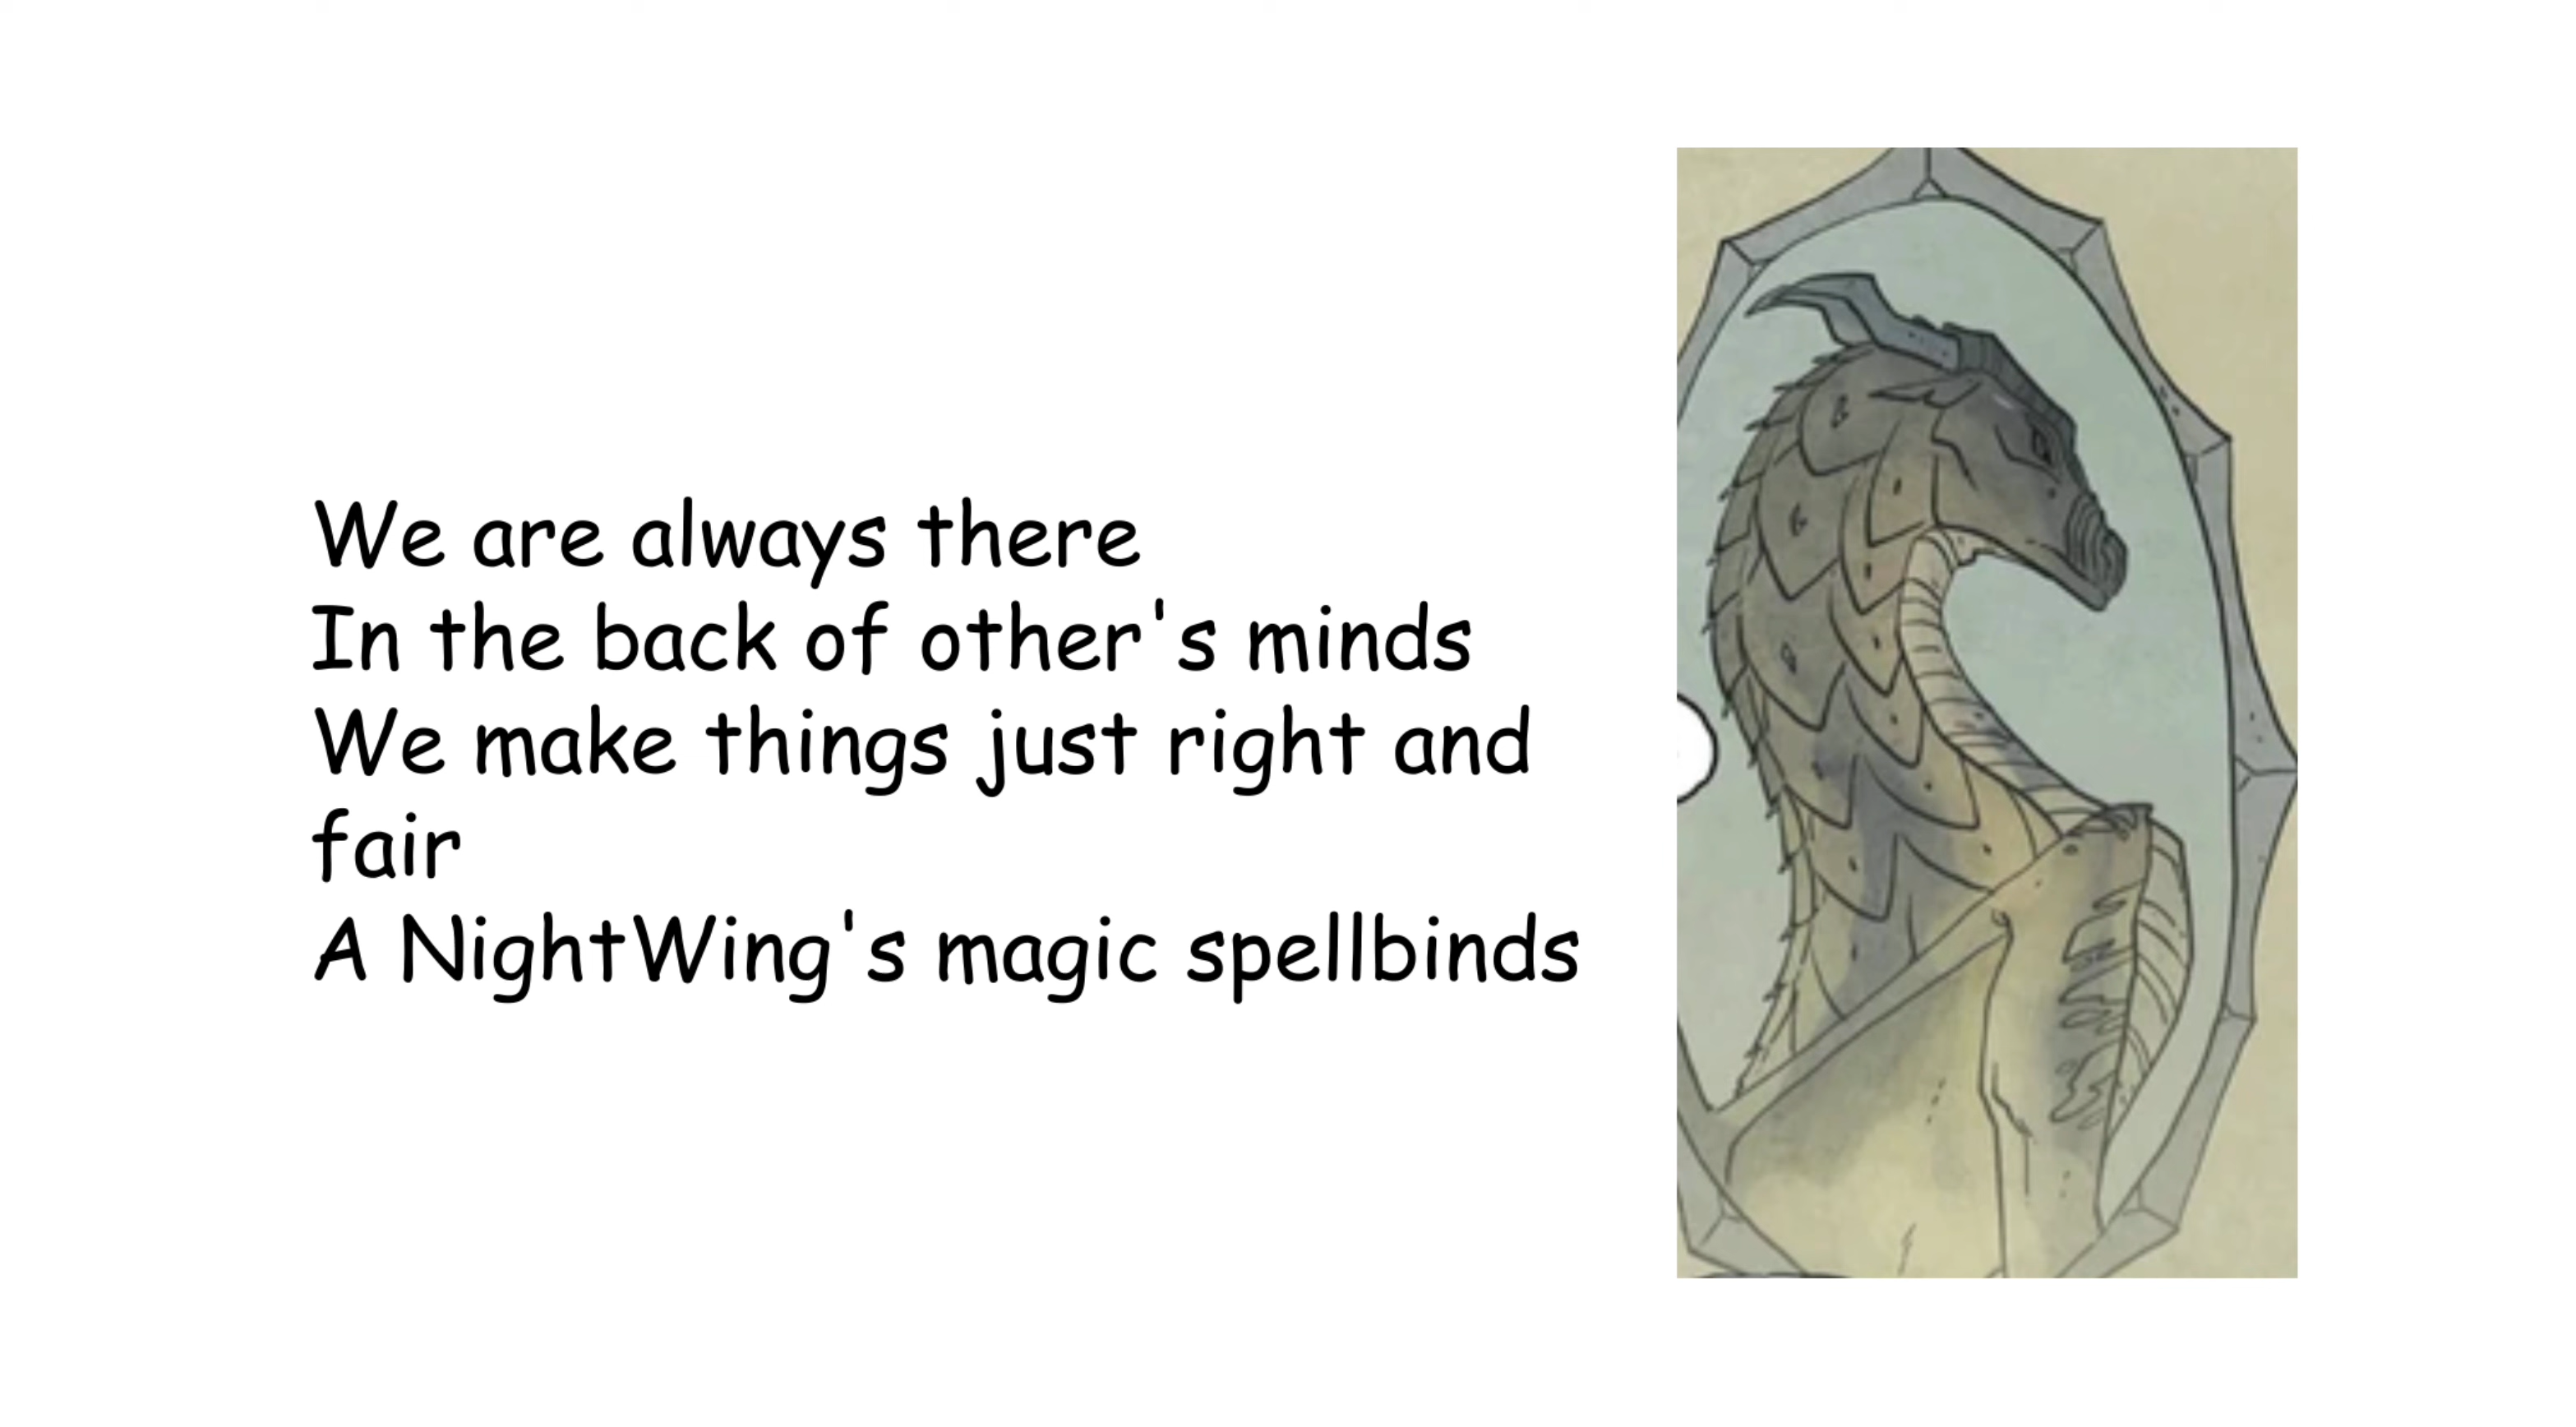 We are always there
In the back of other's minds
We make things just right and
fair
A NightWing's magic spellbinds